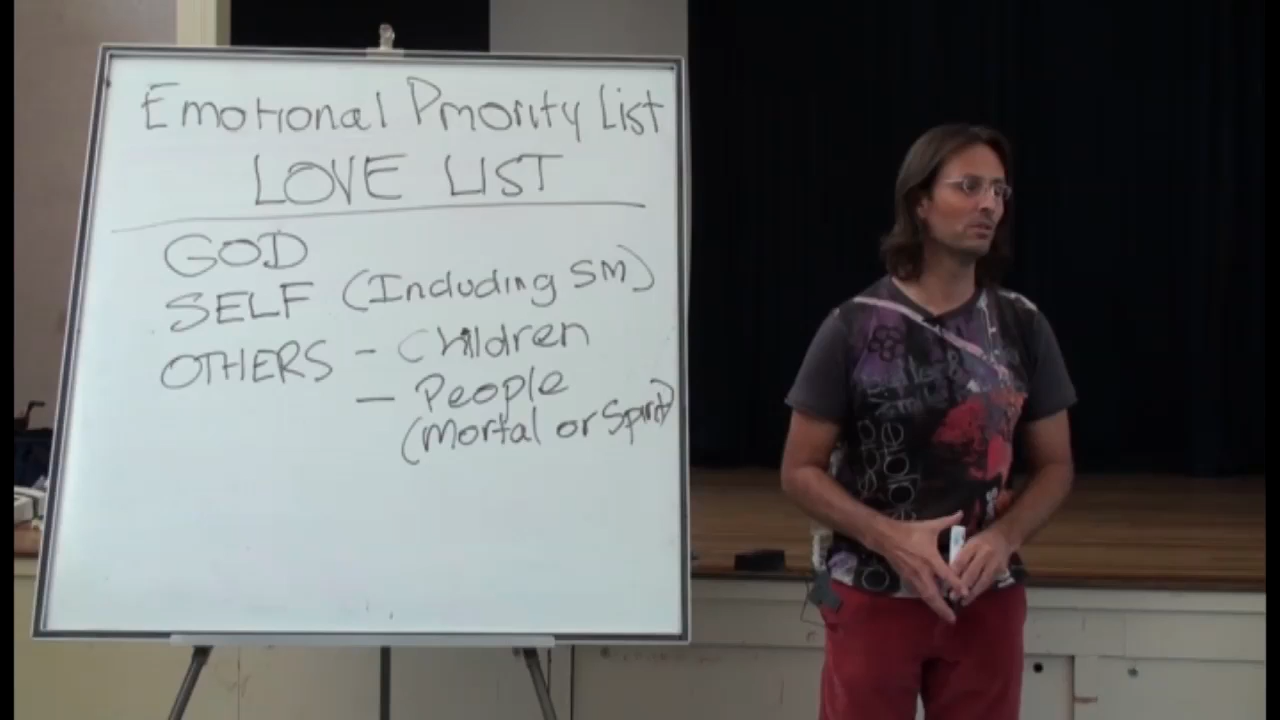 Emotional Priority List
LOVE LIST
GOD
SELF (Including SM)
OTHERS - Children
- People
(Mortal or Spirit)